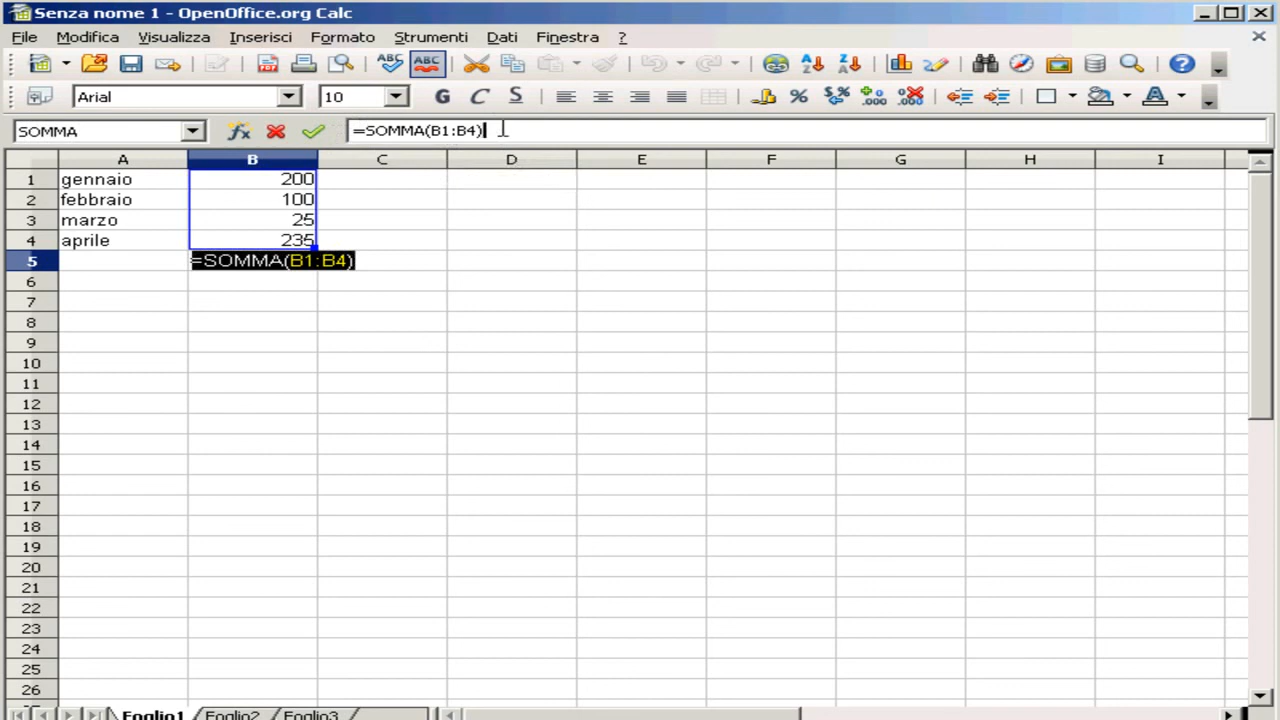 Senza nome 1 - OpenOffice.org Calc
File Modifica Visualizza Inserisci Formato Strumenti Dati Finestra ?
Arial 10 G C S
SOMMA =SOMMA(B1:B4)
A B C D E F G H I
1 gennaio 200
2 febbraio 100
3 marzo 25
4 aprile 235
5 =SOMMA(B1:B4)
6
7
8
9
10
11
12
13
14
15
16
17
18
19
20
21
22
23
24
25
26
Foglio1 Foglio2 Foglio3